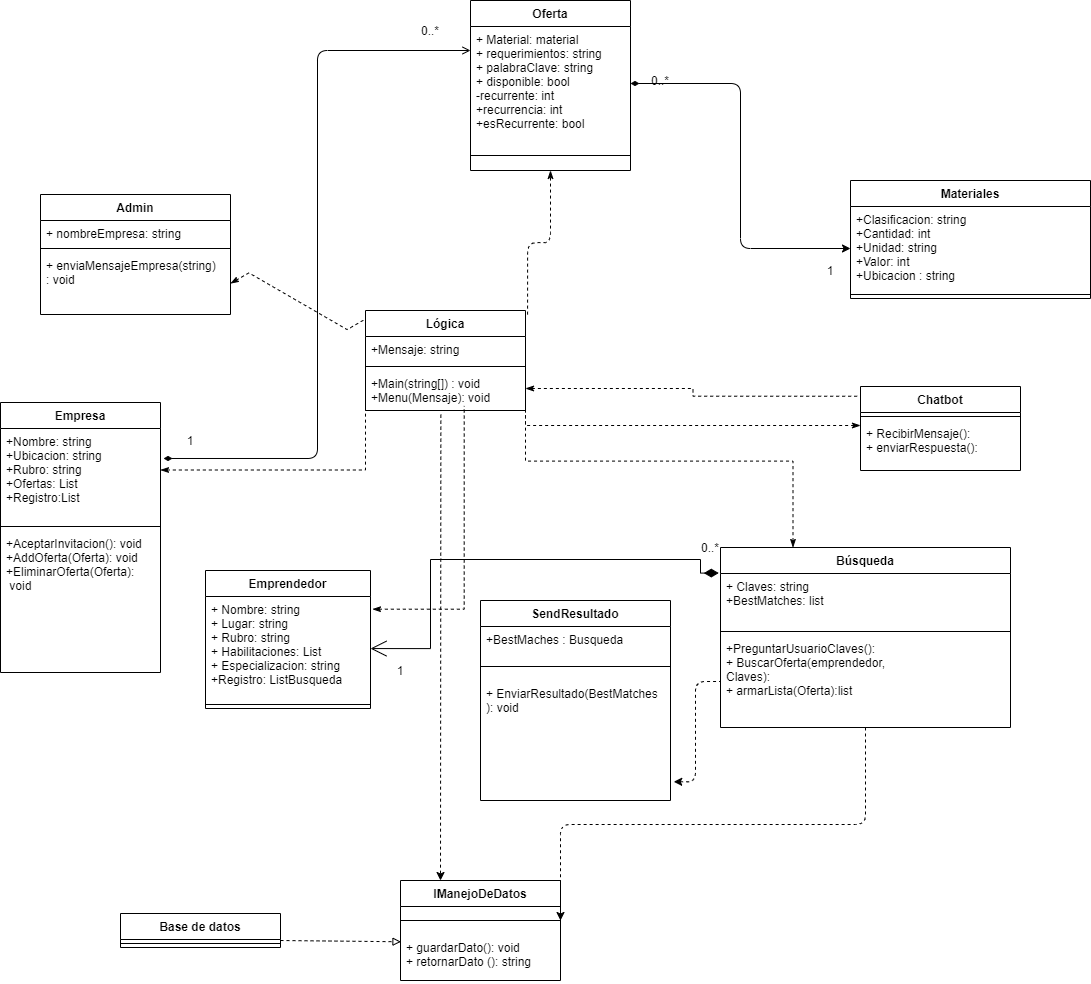 Oferta
+ Material: material
+ requerimientos: string
+ palabraClave: string
+ disponible: bool
-recurrente: int
+recurrencia: int
+esRecurrente: bool
0..*
0..*
Admin
+ nombreEmpresa: string
+ enviaMensajeEmpresa(string)
: void
Materiales
+Clasificacion: string
+Cantidad: int
+Unidad: string
+Valor: int
+Ubicacion : string
1
Lógica
+Mensaje: string
+Main(string[]) : void
+Menu(Mensaje): void
Chatbot
+ RecibirMensaje():
+ enviarRespuesta():
Empresa
+Nombre: string
+Ubicacion: string
+Rubro: string
+Ofertas: List
+Registro:List
+AceptarInvitacion(): void
+AddOferta(Oferta): void
+EliminarOferta(Oferta):
void
1
Emprendedor
+ Nombre: string
+ Lugar: string
+ Rubro: string
+ Habilitaciones: List
+ Especializacion: string
+Registro: ListBusqueda
1
0..*
Búsqueda
+ Claves: string
+BestMatches: list
+PreguntarUsuarioClaves():
+ BuscarOferta(emprendedor,
Claves):
+ armarLista(Oferta):list
SendResultado
+BestMaches : Busqueda
+ EnviarResultado(BestMatches
): void
IManejoDeDatos
+ guardarDato(): void
+ retornarDato (): string
Base de datos